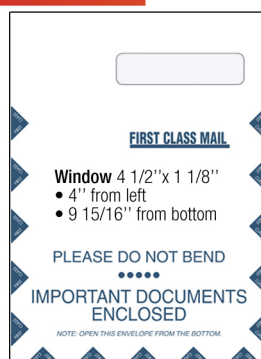 FIRST CLASS MAIL
Window 4 1/2''x 1 1/8''
• 4'' from left
• 9 15/16'' from bottom
PLEASE DO NOT BEND
•••••
IMPORTANT DOCUMENTS
ENCLOSED
NOTE: OPEN THIS ENVELOPE FROM THE BOTTOM.